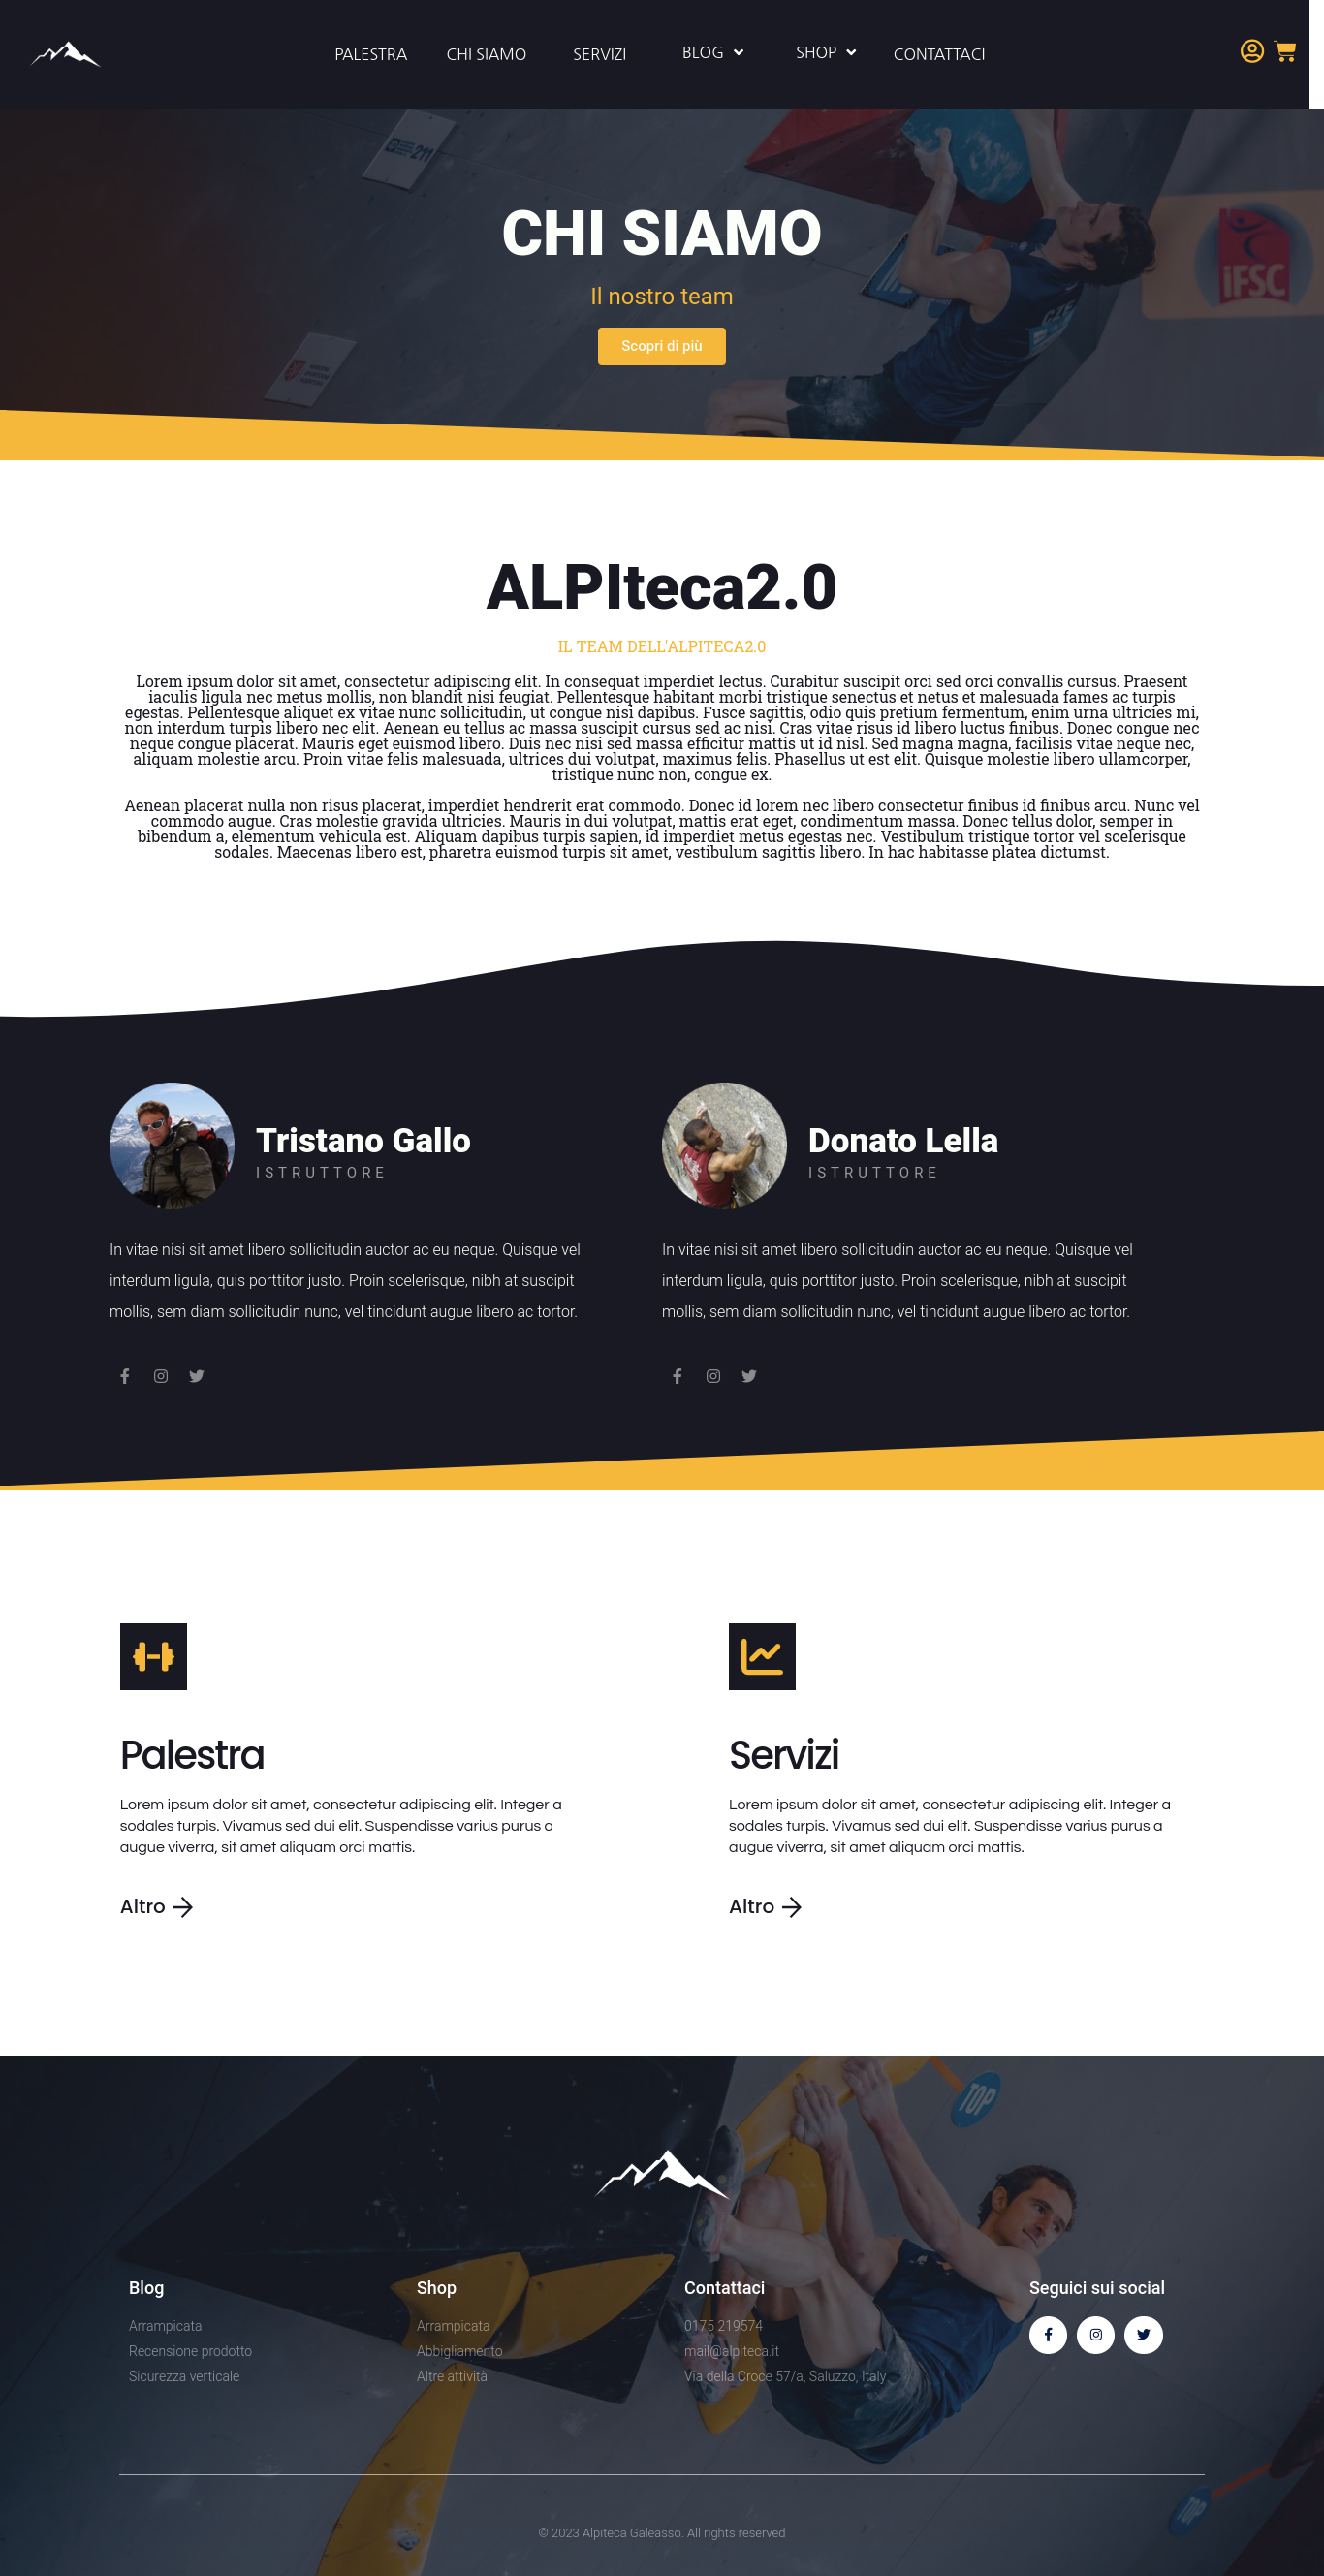 PALESTRA CHI SIAMO SERVIZI BLOG SHOP CONTATTACI
211
CHI SIAMO
CZE
iFSC
Il nostro team
Scopri di più
ALPIteca2.0
IL TEAM DELL'ALPITECA2.0
Lorem ipsum dolor sit amet, consectetur adipiscing elit. In consequat imperdiet lectus. Curabitur suscipit orci sed orci convallis cursus. Praesent
iaculis ligula nec metus mollis, non blandit nisi feugiat. Pellentesque habitant morbi tristique senectus et netus et malesuada fames ac turpis
egestas. Pellentesque aliquet ex vitae nunc sollicitudin, ut congue nisi dapibus. Fusce sagittis, odio quis pretium fermentum, enim urna ultricies mi,
non interdum turpis libero nec elit. Aenean eu tellus ac massa suscipit cursus sed ac nisi. Cras vitae risus id libero luctus finibus. Donec congue nec
neque congue placerat. Mauris eget euismod libero. Duis nec nisi sed massa efficitur mattis ut id nisl. Sed magna magna, facilisis vitae neque nec,
aliquam molestie arcu. Proin vitae felis malesuada, ultrices dui volutpat, maximus felis. Phasellus ut est elit. Quisque molestie libero ullamcorper,
tristique nunc non, congue ex.
Aenean placerat nulla non risus placerat, imperdiet hendrerit erat commodo. Donec id lorem nec libero consectetur finibus id finibus arcu. Nunc vel
commodo augue. Cras molestie gravida ultricies. Mauris in dui volutpat, mattis erat eget, condimentum massa. Donec tellus dolor, semper in
bibendum a, elementum vehicula est. Aliquam dapibus turpis sapien, id imperdiet metus egestas nec. Vestibulum tristique tortor vel scelerisque
sodales. Maecenas libero est, pharetra euismod turpis sit amet, vestibulum sagittis libero. In hac habitasse platea dictumst.
Tristano Gallo
ISTRUTTORE
In vitae nisi sit amet libero sollicitudin auctor ac eu neque. Quisque vel
interdum ligula, quis porttitor justo. Proin scelerisque, nibh at suscipit
mollis, sem diam sollicitudin nunc, vel tincidunt augue libero ac tortor.
Donato Lella
ISTRUTTORE
In vitae nisi sit amet libero sollicitudin auctor ac eu neque. Quisque vel
interdum ligula, quis porttitor justo. Proin scelerisque, nibh at suscipit
mollis, sem diam sollicitudin nunc, vel tincidunt augue libero ac tortor.
Palestra
Lorem ipsum dolor sit amet, consectetur adipiscing elit. Integer a
sodales turpis. Vivamus sed dui elit. Suspendisse varius purus a
augue viverra, sit amet aliquam orci mattis.
Altro
Servizi
Lorem ipsum dolor sit amet, consectetur adipiscing elit. Integer a
sodales turpis. Vivamus sed dui elit. Suspendisse varius purus a
augue viverra, sit amet aliquam orci mattis.
Altro
TOP
Blog
Arrampicata
Recensione prodotto
Sicurezza verticale
Shop
Arrampicata
Abbigliamento
Altre attività
Contattaci
0175 219574
mail@alpiteca.it
Via della Croce 57/a, Saluzzo, Italy
Seguici sui social
TOP
© 2023 Alpiteca Galeasso. All rights reserved